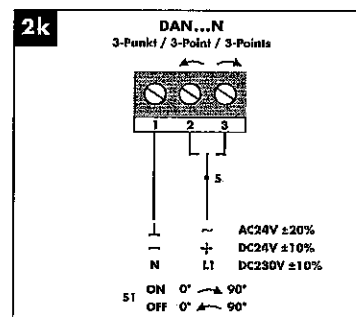 2k
DAN...N
3-Punkt / 3-Point / 3-Points
1 2 3
5
⊥ ~ AC24V ±20%
− + DC24V ±10%
N L1 DC230V ±10%
S1 ON 0° 90°
OFF 0° 90°